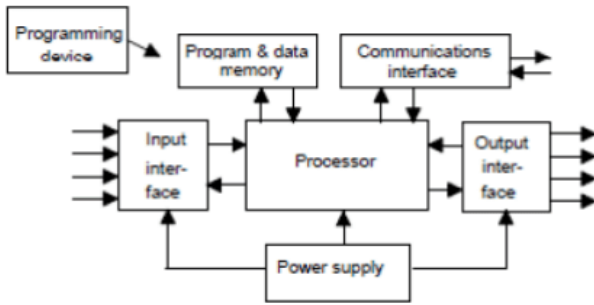 Programming
device
Program & data
memory
Communications
interface
Input
inter-
face
Processor
Output
inter-
face
Power supply